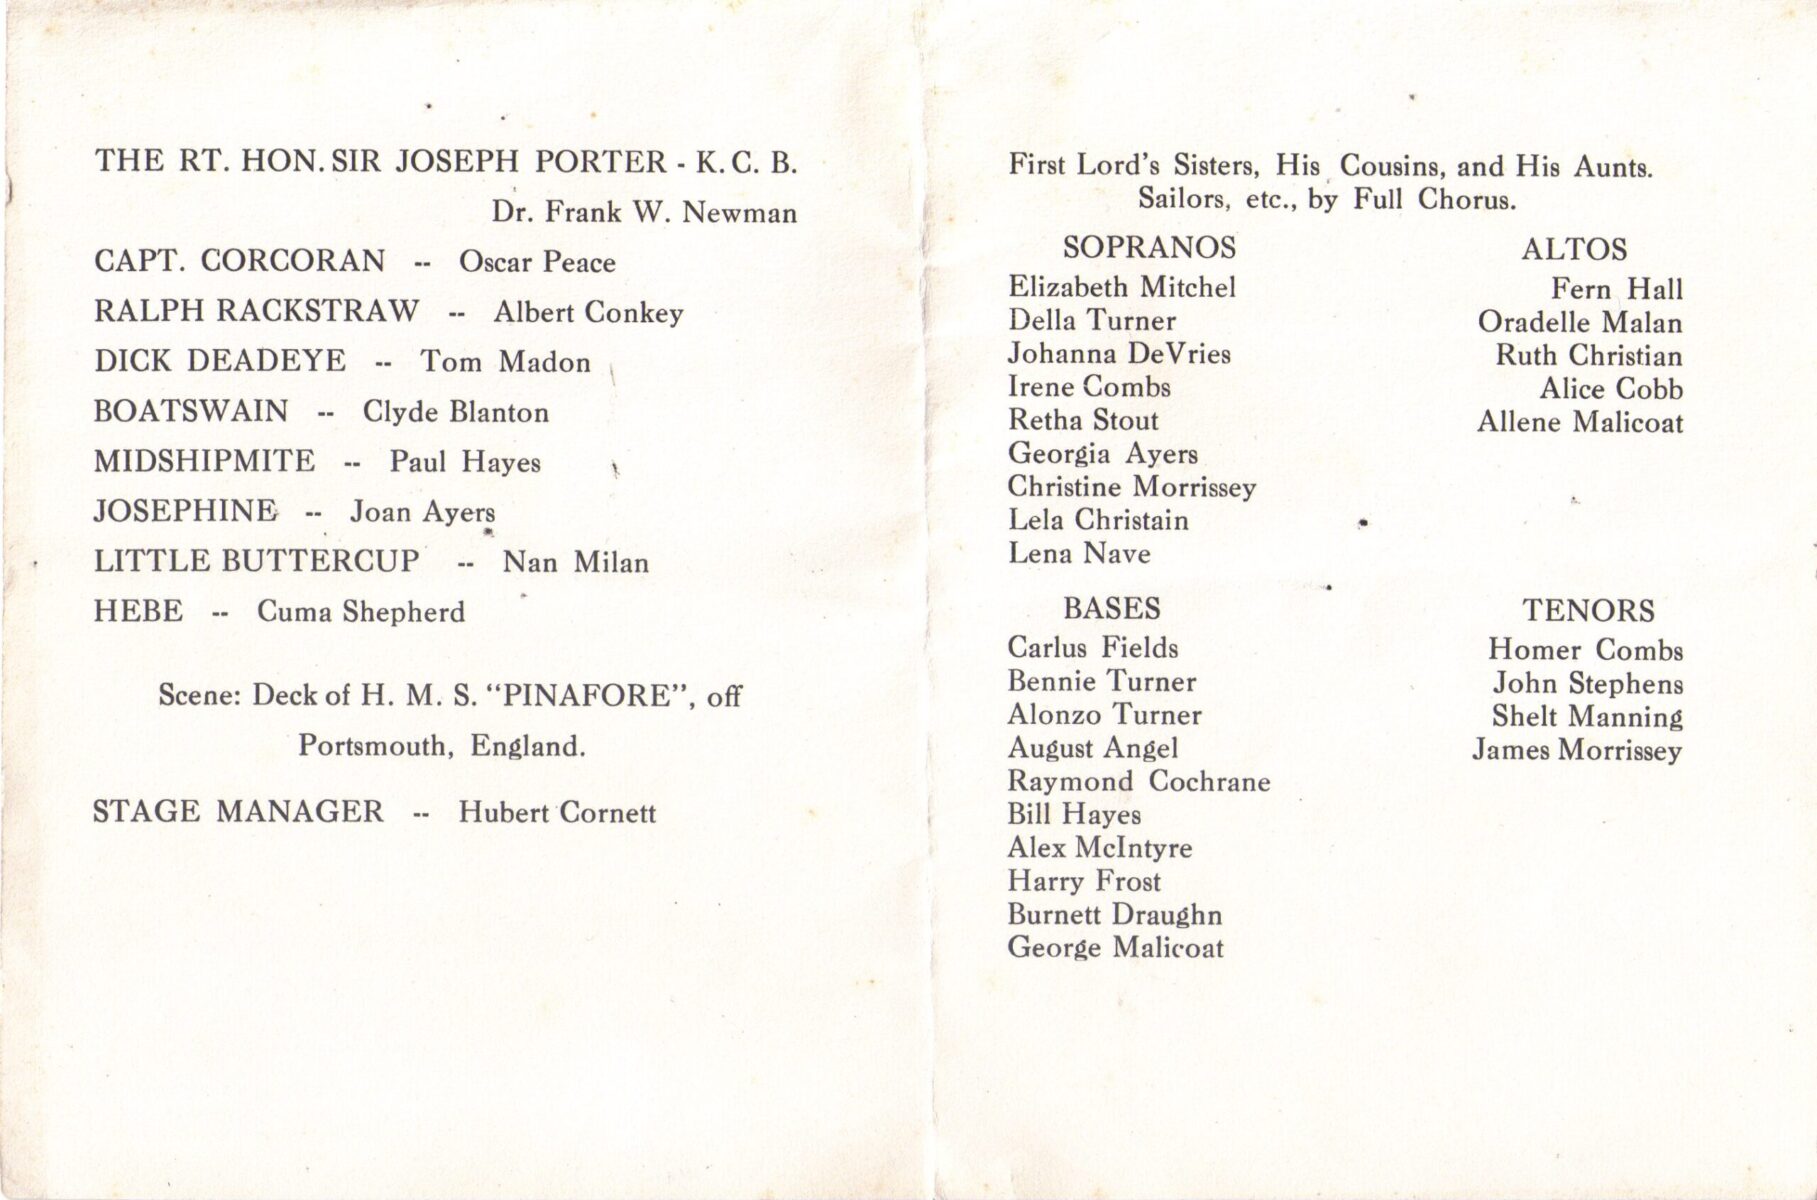 THE RT. HON. SIR JOSEPH PORTER - K. C. B.
Dr. Frank W. Newman
CAPT. CORCORAN -- Oscar Peace
RALPH RACKSTRAW -- Albert Conkey
DICK DEADEYE -- Tom Madon
BOATSWAIN -- Clyde Blanton
MIDSHIPMITE -- Paul Hayes
JOSEPHINE -- Joan Ayers
LITTLE BUTTERCUP -- Nan Milan
HEBE -- Cuma Shepherd
Scene: Deck of H. M. S. “PINAFORE”, off
Portsmouth, England.
STAGE MANAGER -- Hubert Cornett
First Lord's Sisters, His Cousins, and His Aunts.
Sailors, etc., by Full Chorus.
SOPRANOS
Elizabeth Mitchel
Della Turner
Johanna DeVries
Irene Combs
Retha Stout
Georgia Ayers
Christine Morrissey
Lela Christain
Lena Nave
ALTOS
Fern Hall
Oradelle Malan
Ruth Christian
Alice Cobb
Allene Malicoat
BASES
Carlus Fields
Bennie Turner
Alonzo Turner
August Angel
Raymond Cochrane
Bill Hayes
Alex McIntyre
Harry Frost
Burnett Draughn
George Malicoat
TENORS
Homer Combs
John Stephens
Shelt Manning
James Morrissey